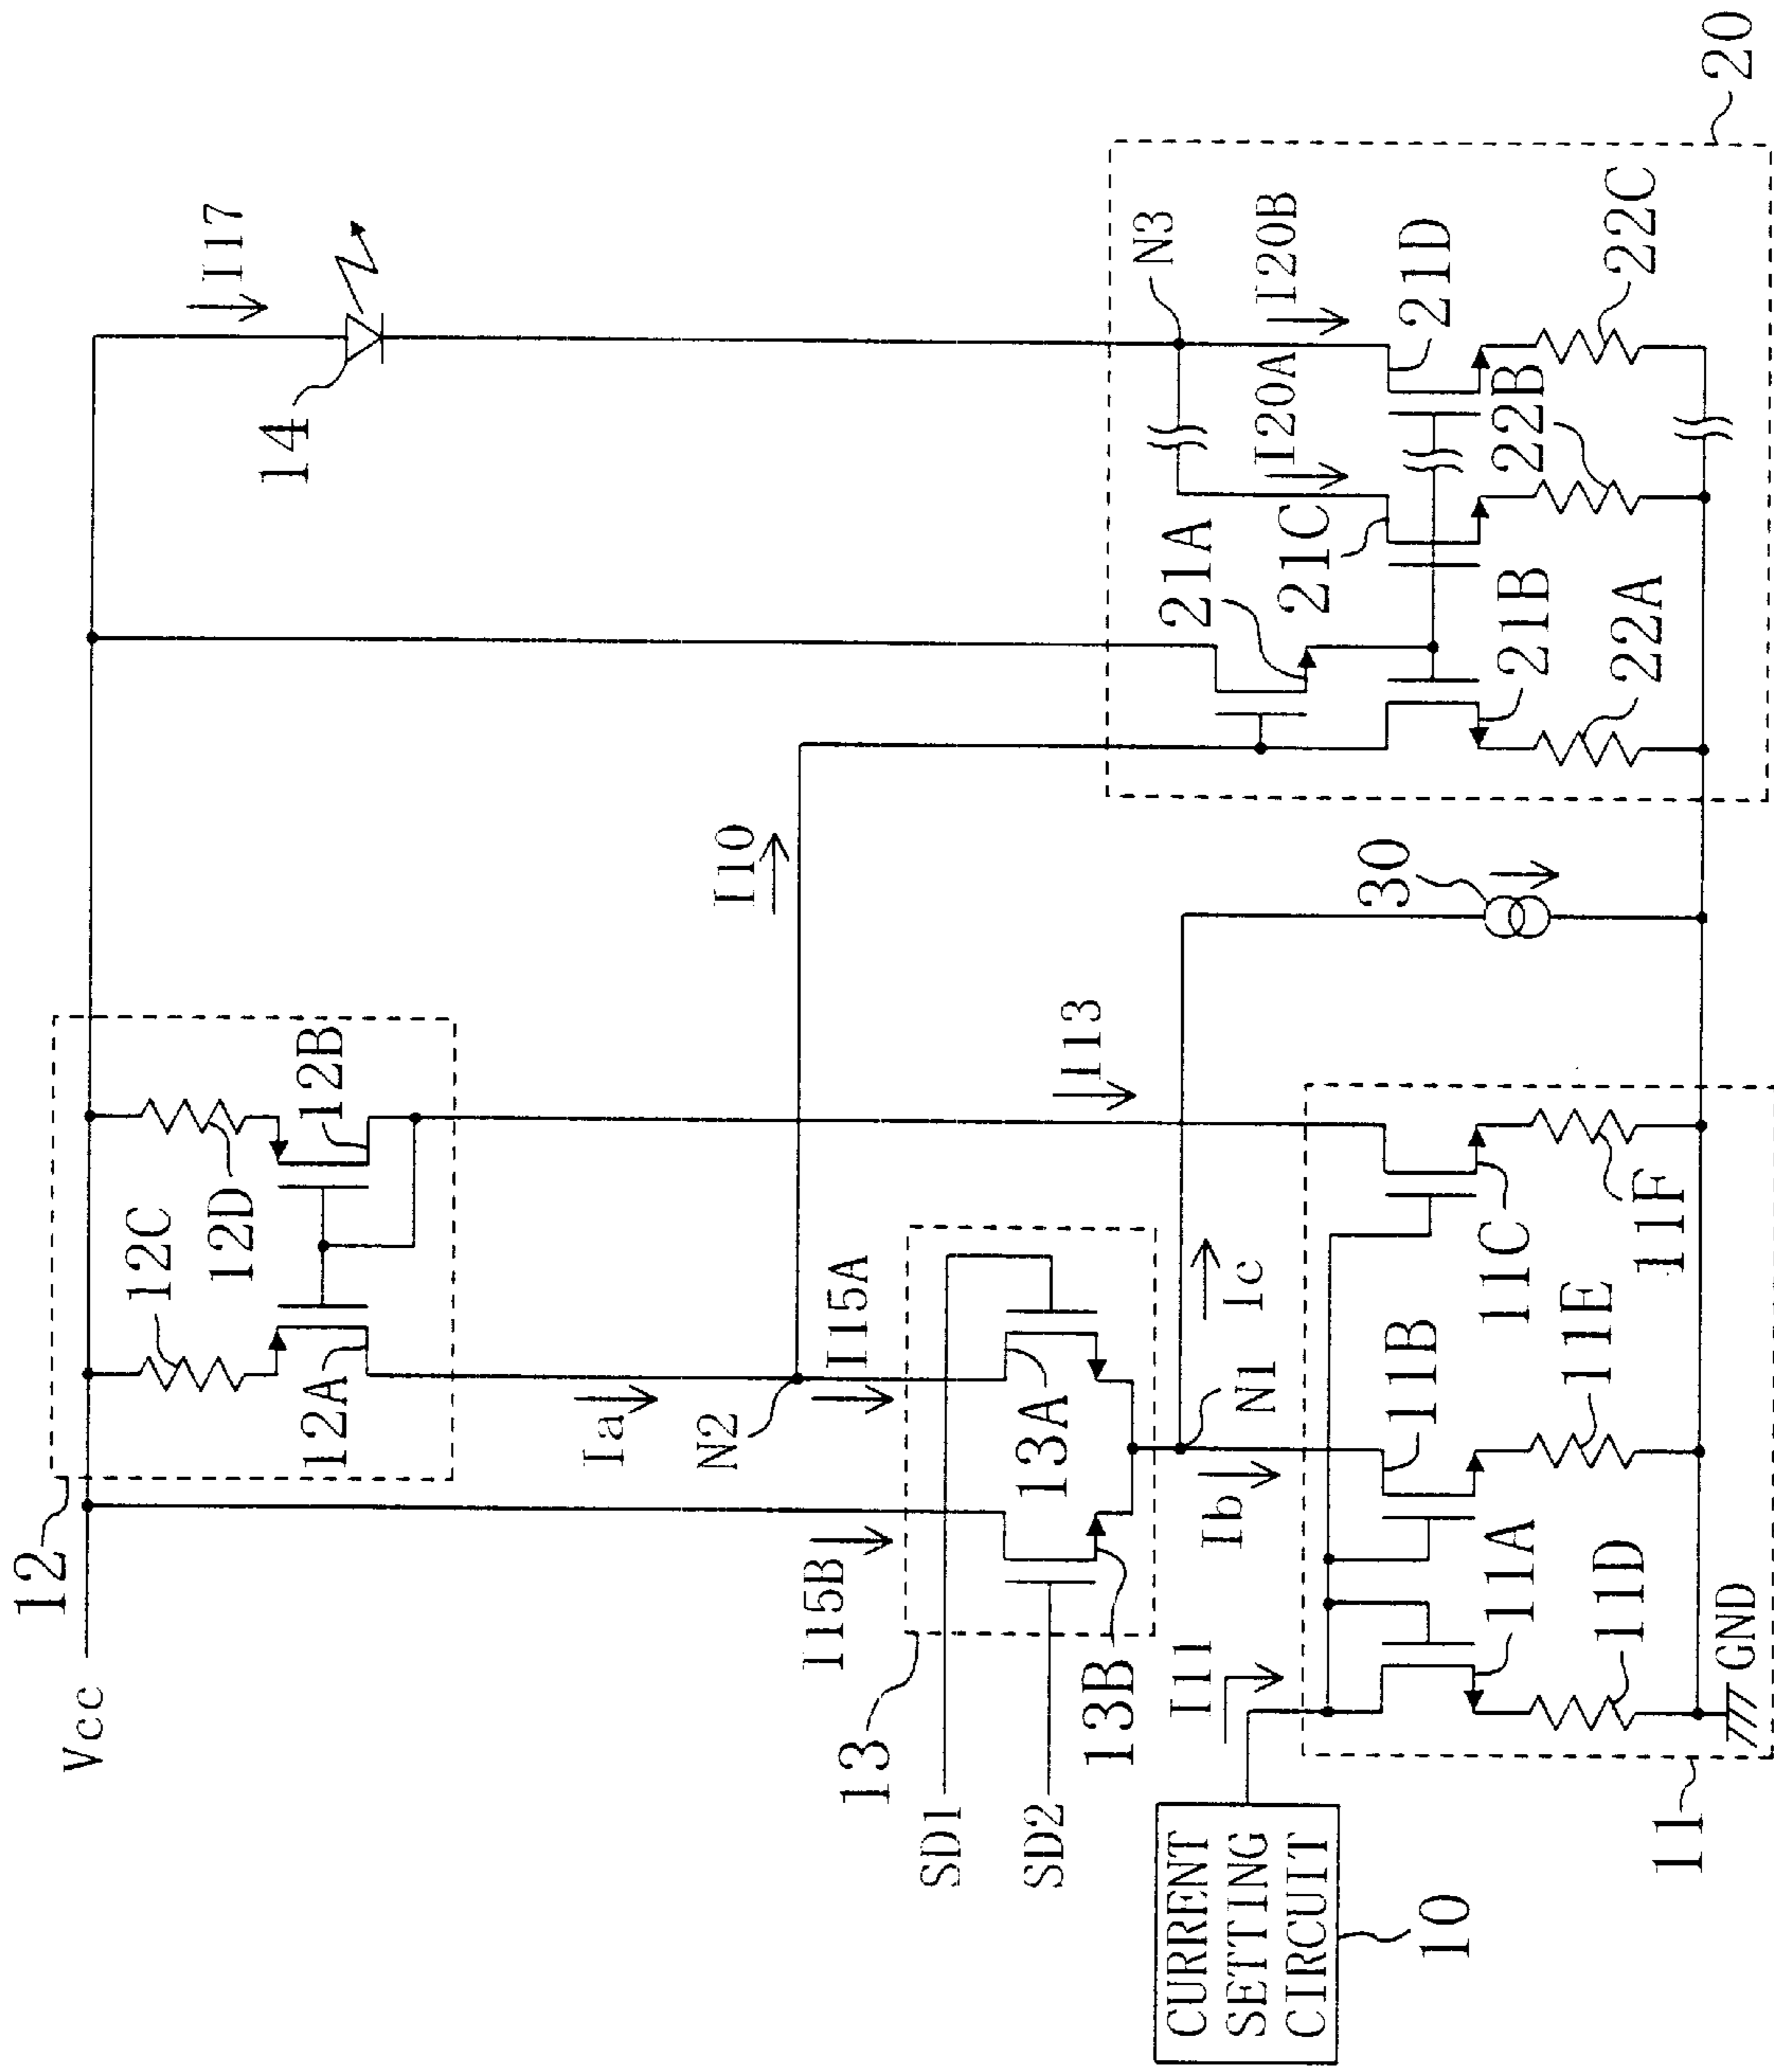 Vcc
12
12C
12D
12A
12B
I17
14
Ia
N2
I10
I15B
I15A
13
SD1
SD2
13A
13B
I13
N1
Ib
Ic
30
CURRENT
SETTING
CIRCUIT
10
I11
11
11A
11B
11C
11D
11E
11F
GND
N3
I20A
I20B
21A
21B
21C
21D
22A
22B
22C
20